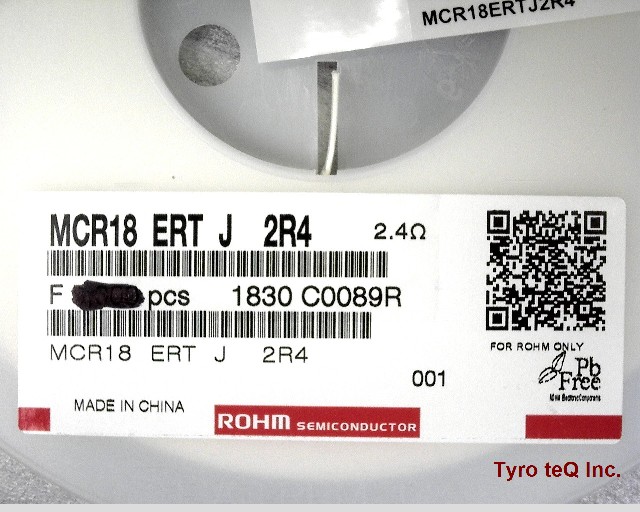 MCR18ERTJ2R4
MCR18 ERT J 2R4 2.4Ω
F pcs 1830 C0089R
MCR18 ERT J 2R4
FOR ROHM ONLY
Pb
Free
001
MADE IN CHINA
ROHM SEMICONDUCTOR
Tyro teQ Inc.